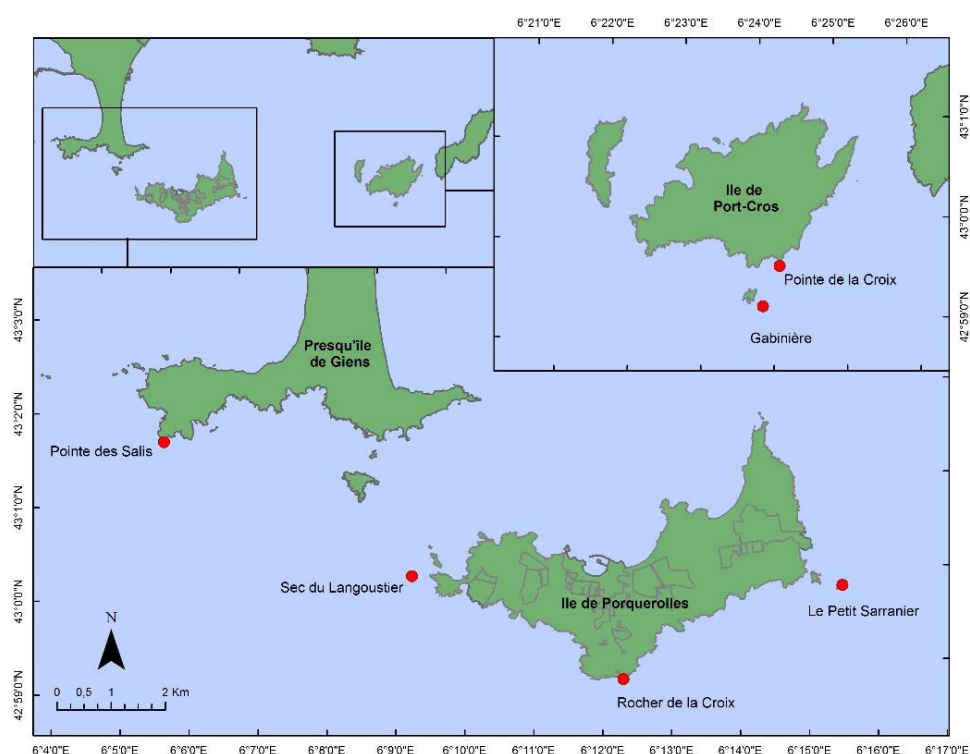 6°21'0"E 6°22'0"E 6°23'0"E 6°24'0"E 6°25'0"E 6°26'0"E
43°1'0"N
Ile de
Port-Cros
43°0'0"N
Pointe de la Croix
42°59'0"N
Gabinière
43°3'0"N
Presqu'île
de Giens
43°2'0"N
Pointe des Salis
43°1'0"N
Sec du Langoustier
43°0'0"N
Ile de Porquerolles
Le Petit Sarranier
N
0 0,5 1 2 Km
42°59'0"N
Rocher de la Croix
6°4'0"E 6°5'0"E 6°6'0"E 6°7'0"E 6°8'0"E 6°9'0"E 6°10'0"E 6°11'0"E 6°12'0"E 6°13'0"E 6°14'0"E 6°15'0"E 6°16'0"E 6°17'0"E